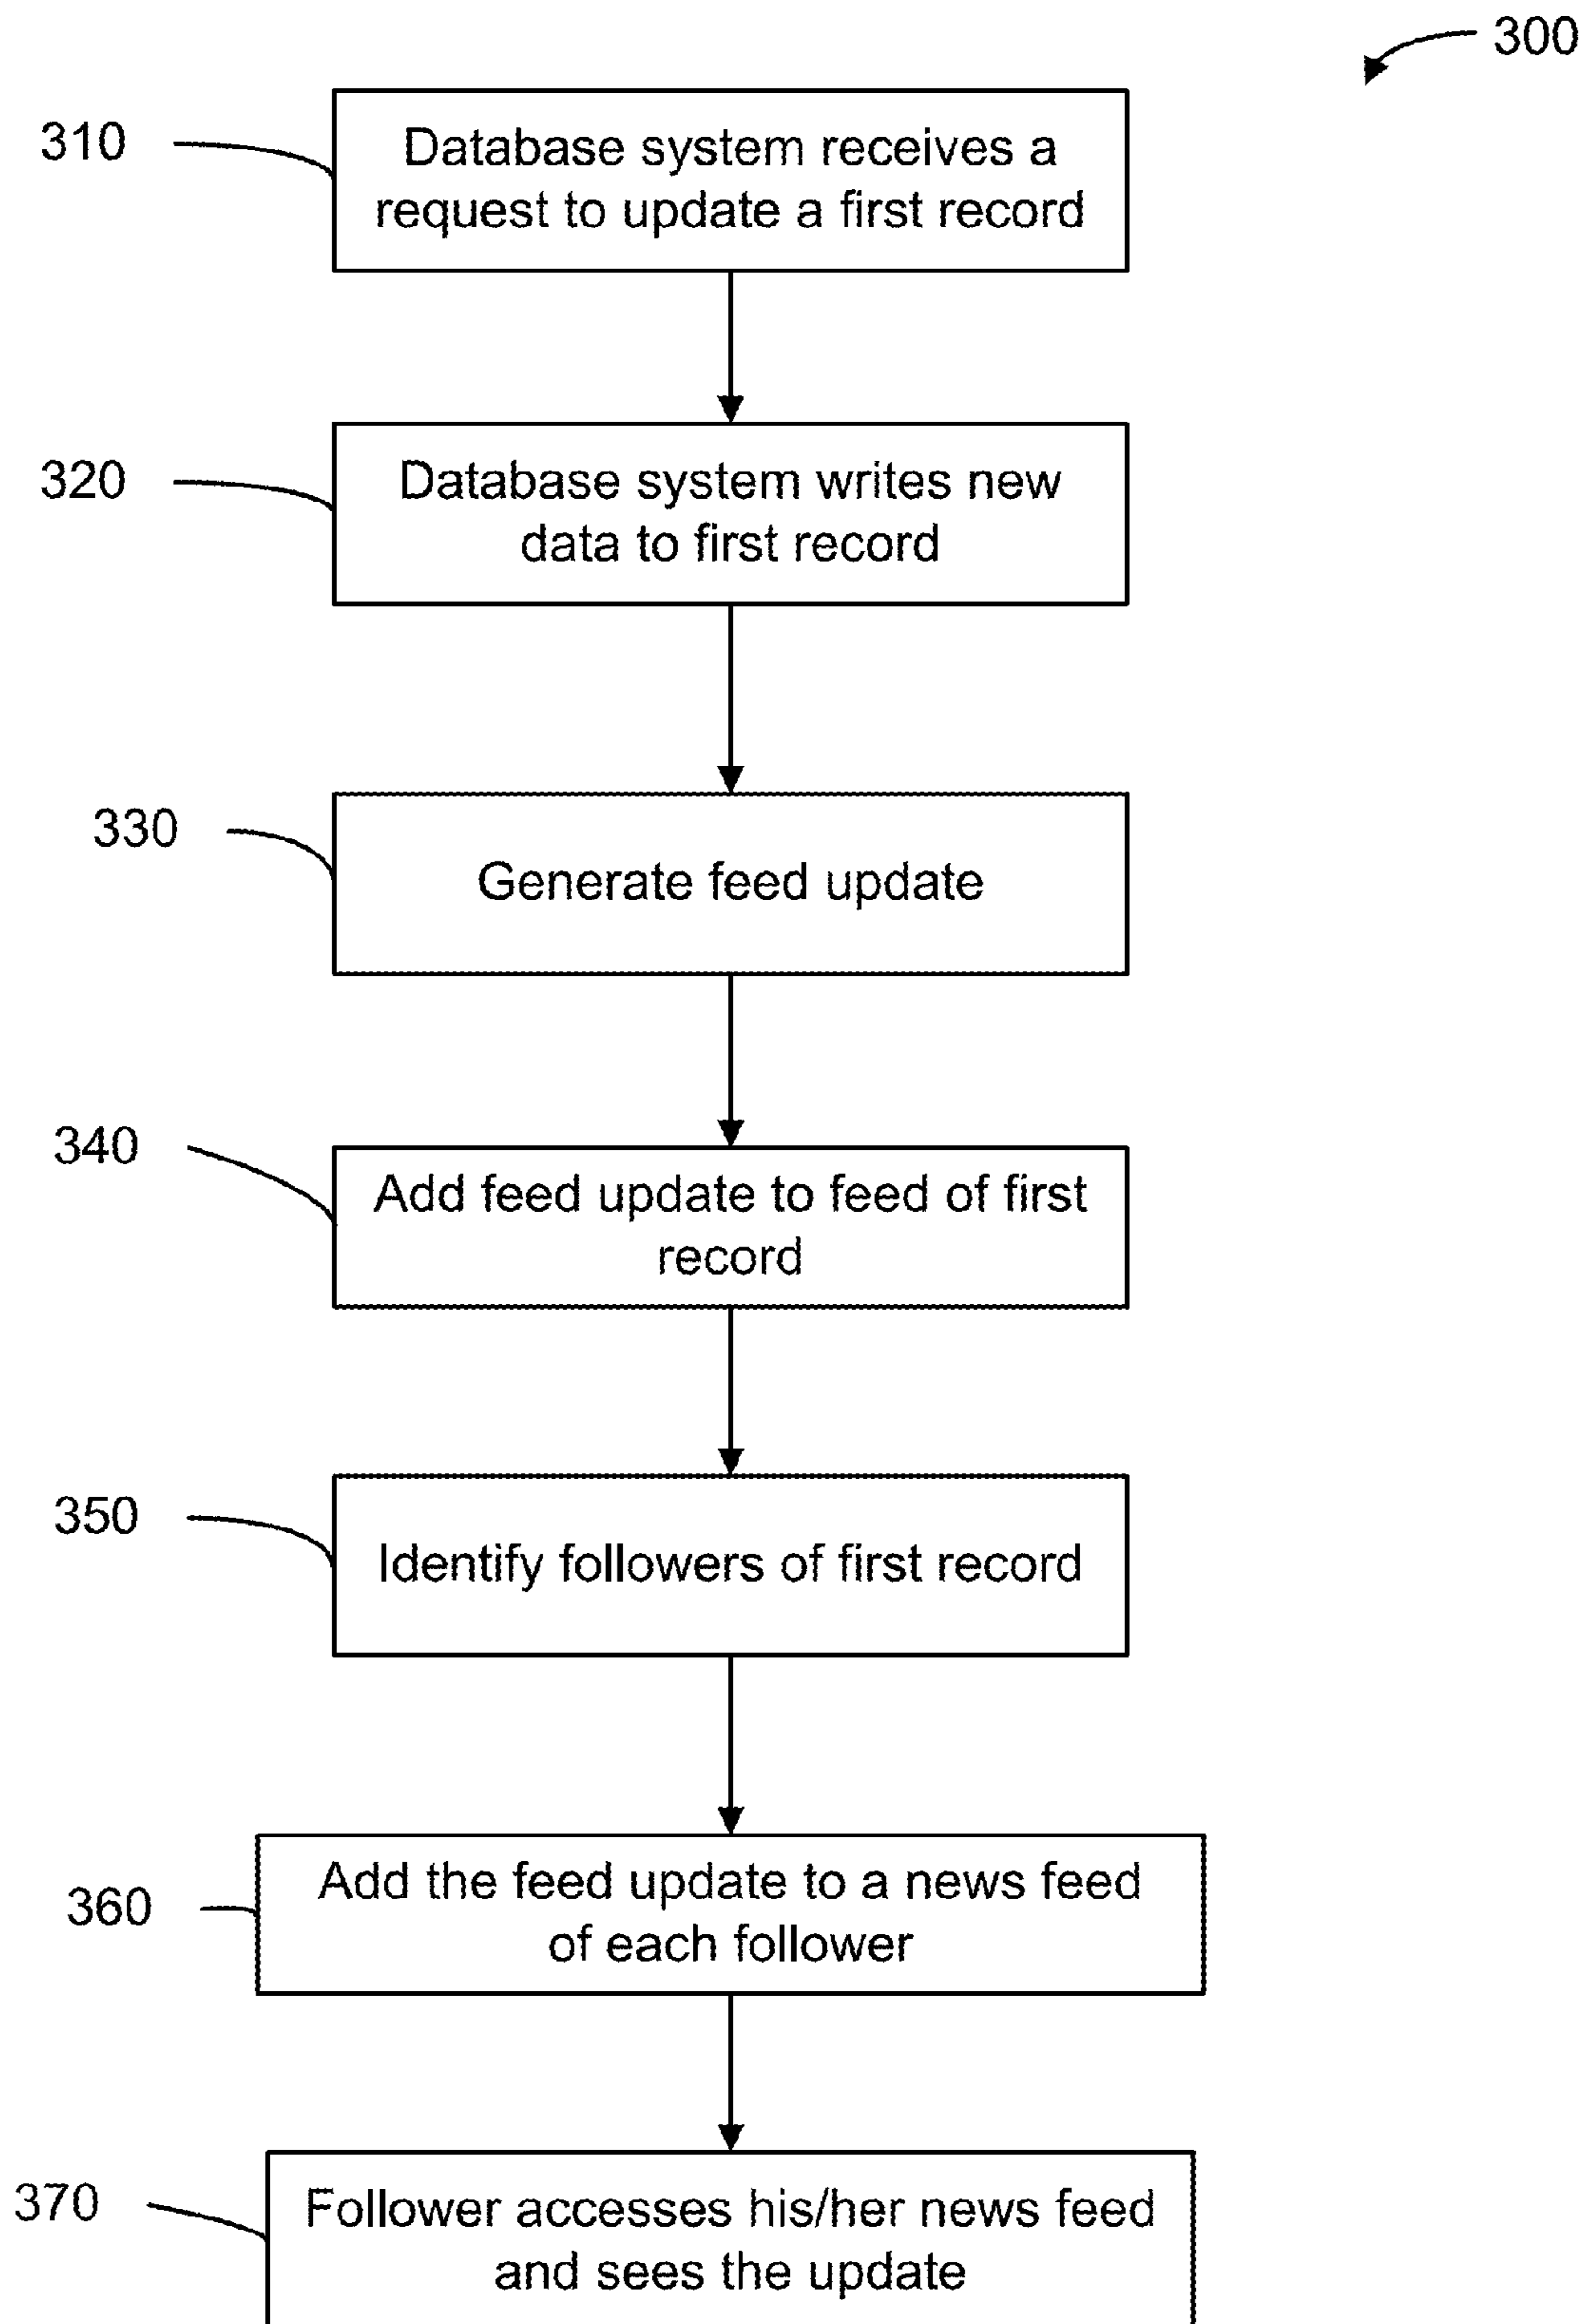 300
310
Database system receives a
request to update a first record
320
Database system writes new
data to first record
330
Generate feed update
340
Add feed update to feed of first
record
350
Identify followers of first record
360
Add the feed update to a news feed
of each follower
370
Follower accesses his/her news feed
and sees the update